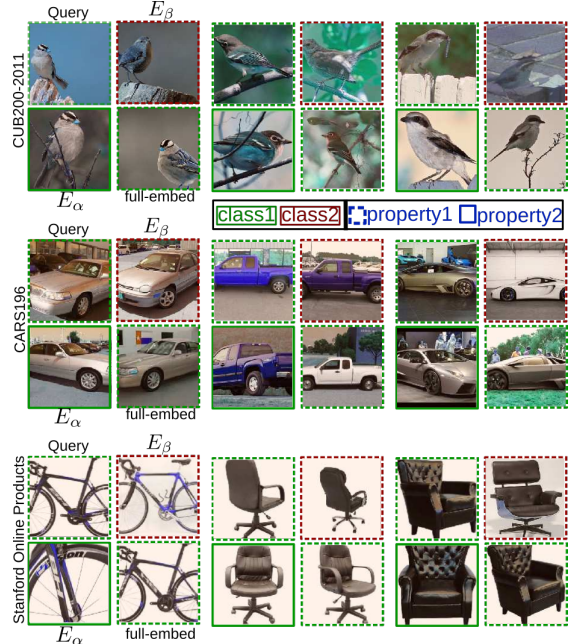 Query
E_β
CUB200-2011
E_α
full-embed
class1 class2 property1 property2
Query
E_β
CARS196
E_α
full-embed
Query
E_β
Stanford Online Products
E_α
full-embed